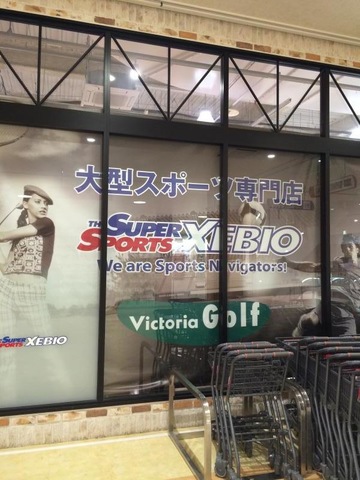 大型スポーツ専門店
THE SUPER SPORTS XEBIO
We are Sports Navigators!
Victoria Golf
THE SUPER SPORTS XEBIO